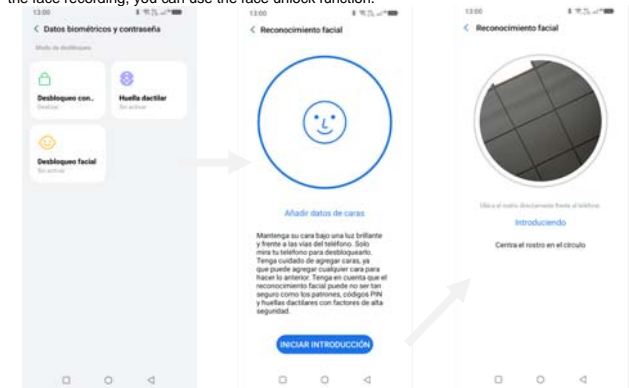 the face recording, you can use the face unlock function.
13:00
Datos biométricos y contraseña
Modo de desbloqueo
Desbloqueo con..
Deslizar
Huella dactilar
Sin activar
Desbloqueo facial
Sin activar
13:00
Reconocimiento facial
Añadir datos de caras
Mantenga su cara bajo una luz brillante
y frente a las vias del teléfono. Solo
mira tu teléfono para desbloquearlo.
Tenga cuidado de agregar caras, ya
que puede agregar cualquier cara para
hacer lo anterior. Tenga en cuenta que el
reconocimiento facial puede no ser tan
seguro como los patrones, códigos PIN
y huellas dactilares con factores de alta
seguridad.
INICIAR INTRODUCCIÓN
13:00
Reconocimiento facial
Ubica el rostro directamente frente al teléfono
Introduciendo
Centra el rostro en el círculo